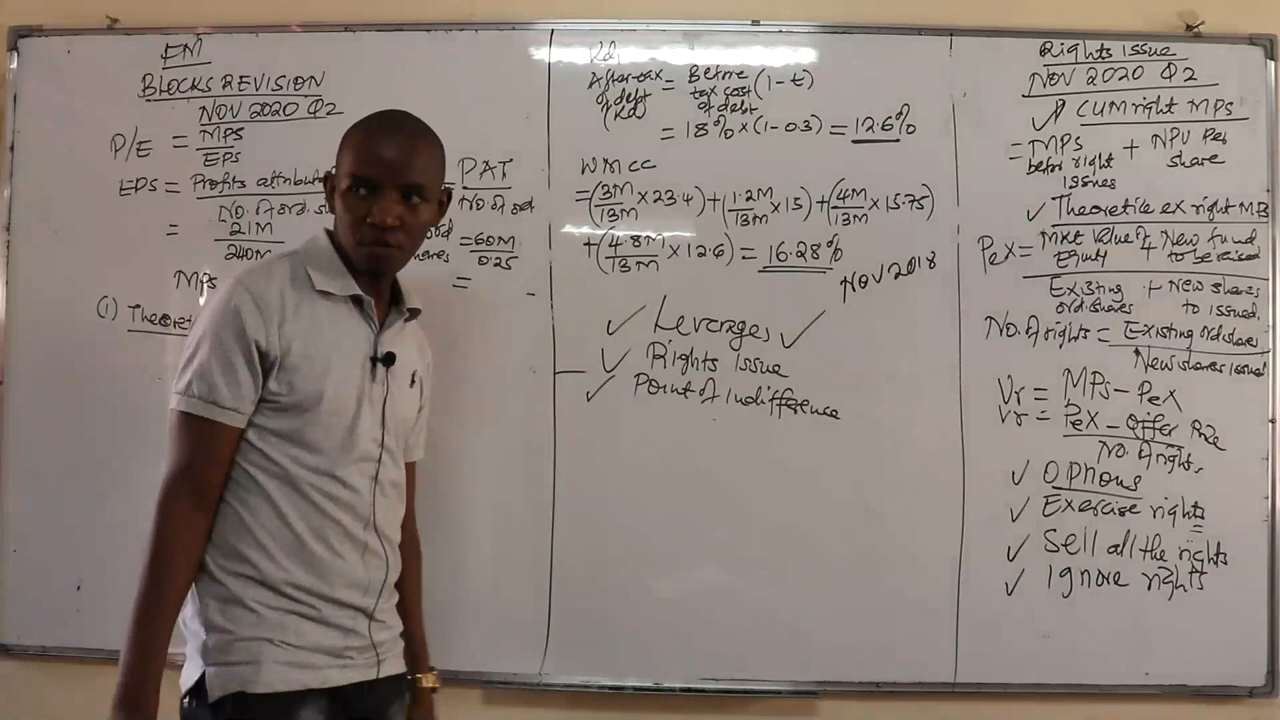 FM
BLOCKS REVISION
NOV 2020 Q2
P/E = MPS
EPS
EPS = Profits attribut
No. of ord. s
= PAT
No. of ord
= 21M
240M
ord
shares = 60M
0.25
=
MPS
(1) Theoret
Kd
After tax
of debt
(Kd = Before
tax cost
of debt (1-t)
= 18% x (1-0.3) = 12.6%
WMCC
= (3M/13M x 23.4) + (1.2M/13M x 15) + (4M/13M x 15.75)
+ (4.8M/13M x 12.6) = 16.28%
NOV 2018
✓ Leverages ✓
✓ Rights Issue
✓ Point of Indifference
Rights Issue
NOV 2020 Q2
CUM right MPS
= MPS
before right
issues + NPV Per
share
✓ Theoretile ex right MB
Pex = Mkt value of
Equity + New fund
to be raised
Existing
ord. shares + New shares
to issued.
No. of rights = Existing ord shares
New shares issued
Vr = MPS - Pex
Vr = Pex - Offer Price
No. of rights.
✓ Options
✓ Exercise rights
✓ Sell all the rights
✓ Ignore rights